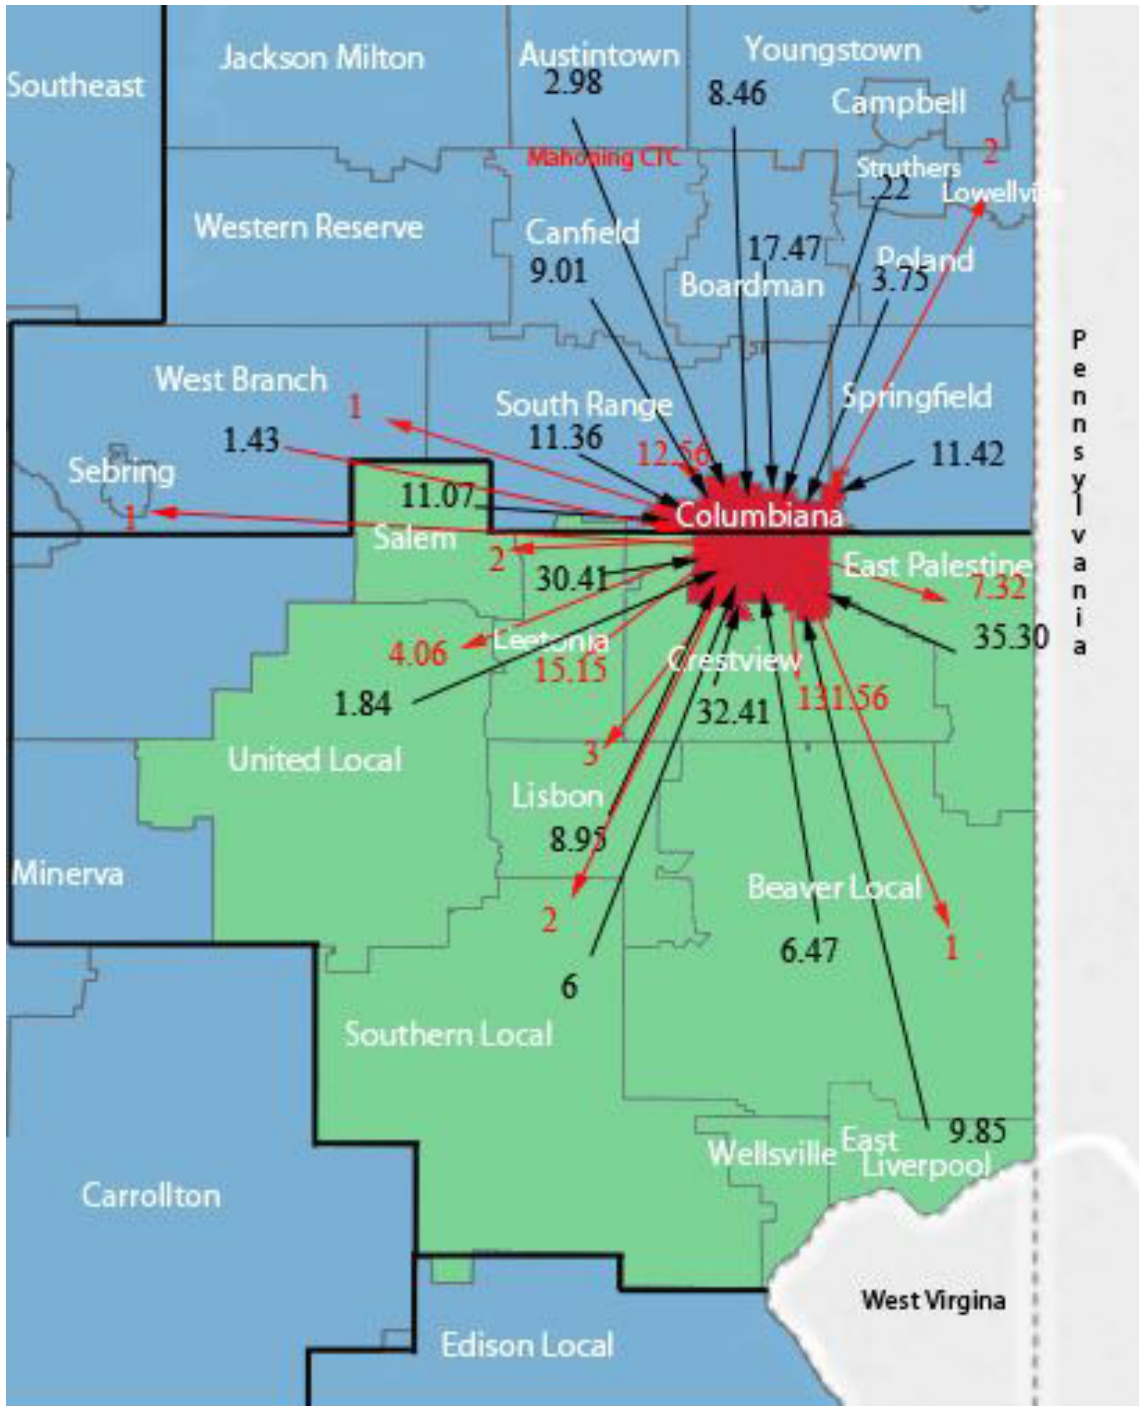 Jackson Milton
Austintown
Youngstown
Southeast
2.98
8.46
Campbell
Mahoning CTC
2
Struthers
.22
Lowellville
Western Reserve
Canfield
9.01
17.47
Boardman
Poland
3.75
P
e
n
n
s
y
l
v
a
n
i
a
West Branch
1
South Range
Springfield
1.43
11.36
12.56
11.42
Sebring
11.07
1
Columbiana
Salem
2
30.41
East Palestine
7.32
35.30
4.06
Leetonia
15.15
Crestview
1.84
32.41
131.56
United Local
3
Lisbon
8.95
Minerva
Beaver Local
2
1
6.47
6
Southern Local
9.85
Wellsville
East
Liverpool
Carrollton
West Virgina
Edison Local